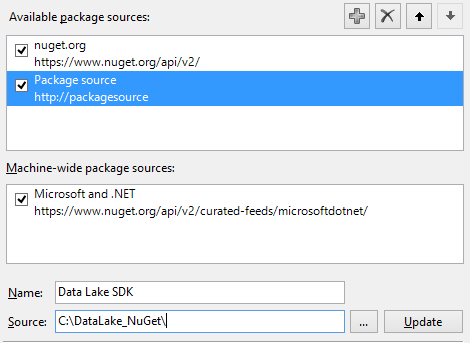 Available package sources:
nuget.org
https://www.nuget.org/api/v2/
Package source
http://packagesource
Machine-wide package sources:
Microsoft and .NET
https://www.nuget.org/api/v2/curated-feeds/microsoftdotnet/
Name: Data Lake SDK
Source: C:\DataLake_NuGet\ ... Update